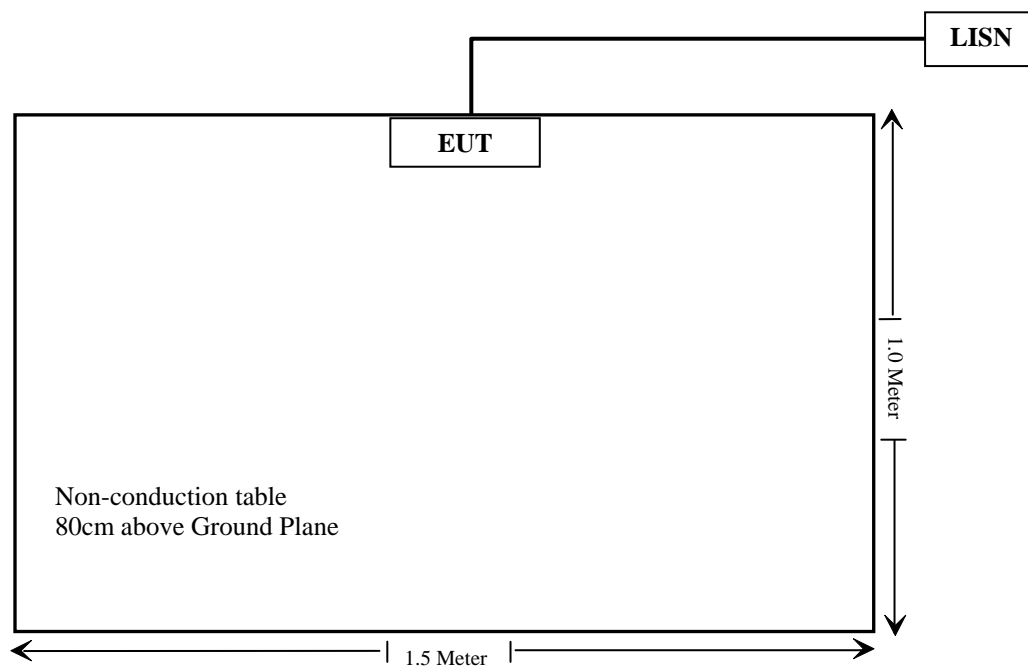 LISN
EUT
1.0 Meter
Non-conduction table
80cm above Ground Plane
1.5 Meter